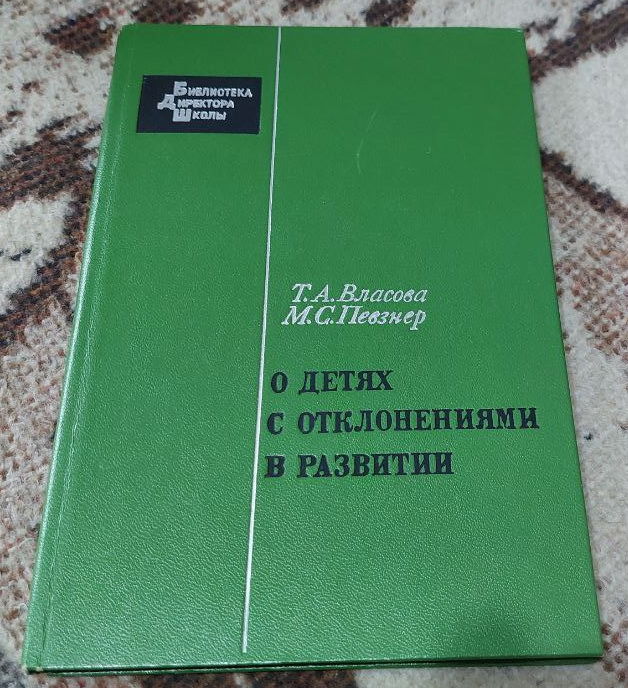 Библиотека
Директора
Школы
Т.А.Власова
М.С.Певзнер
О ДЕТЯХ
С ОТКЛОНЕНИЯМИ
В РАЗВИТИИ